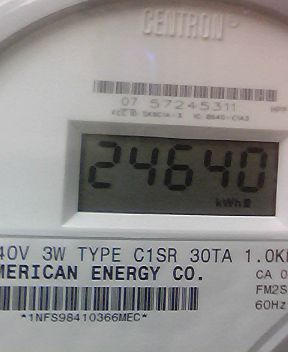 CENTRON
07 57245311
24640
kWh
40V 3W TYPE C1SR 30TA 1.0K
MERICAN ENERGY CO.
CA 0
FM2S
60Hz
*1NFS98410366MEC*